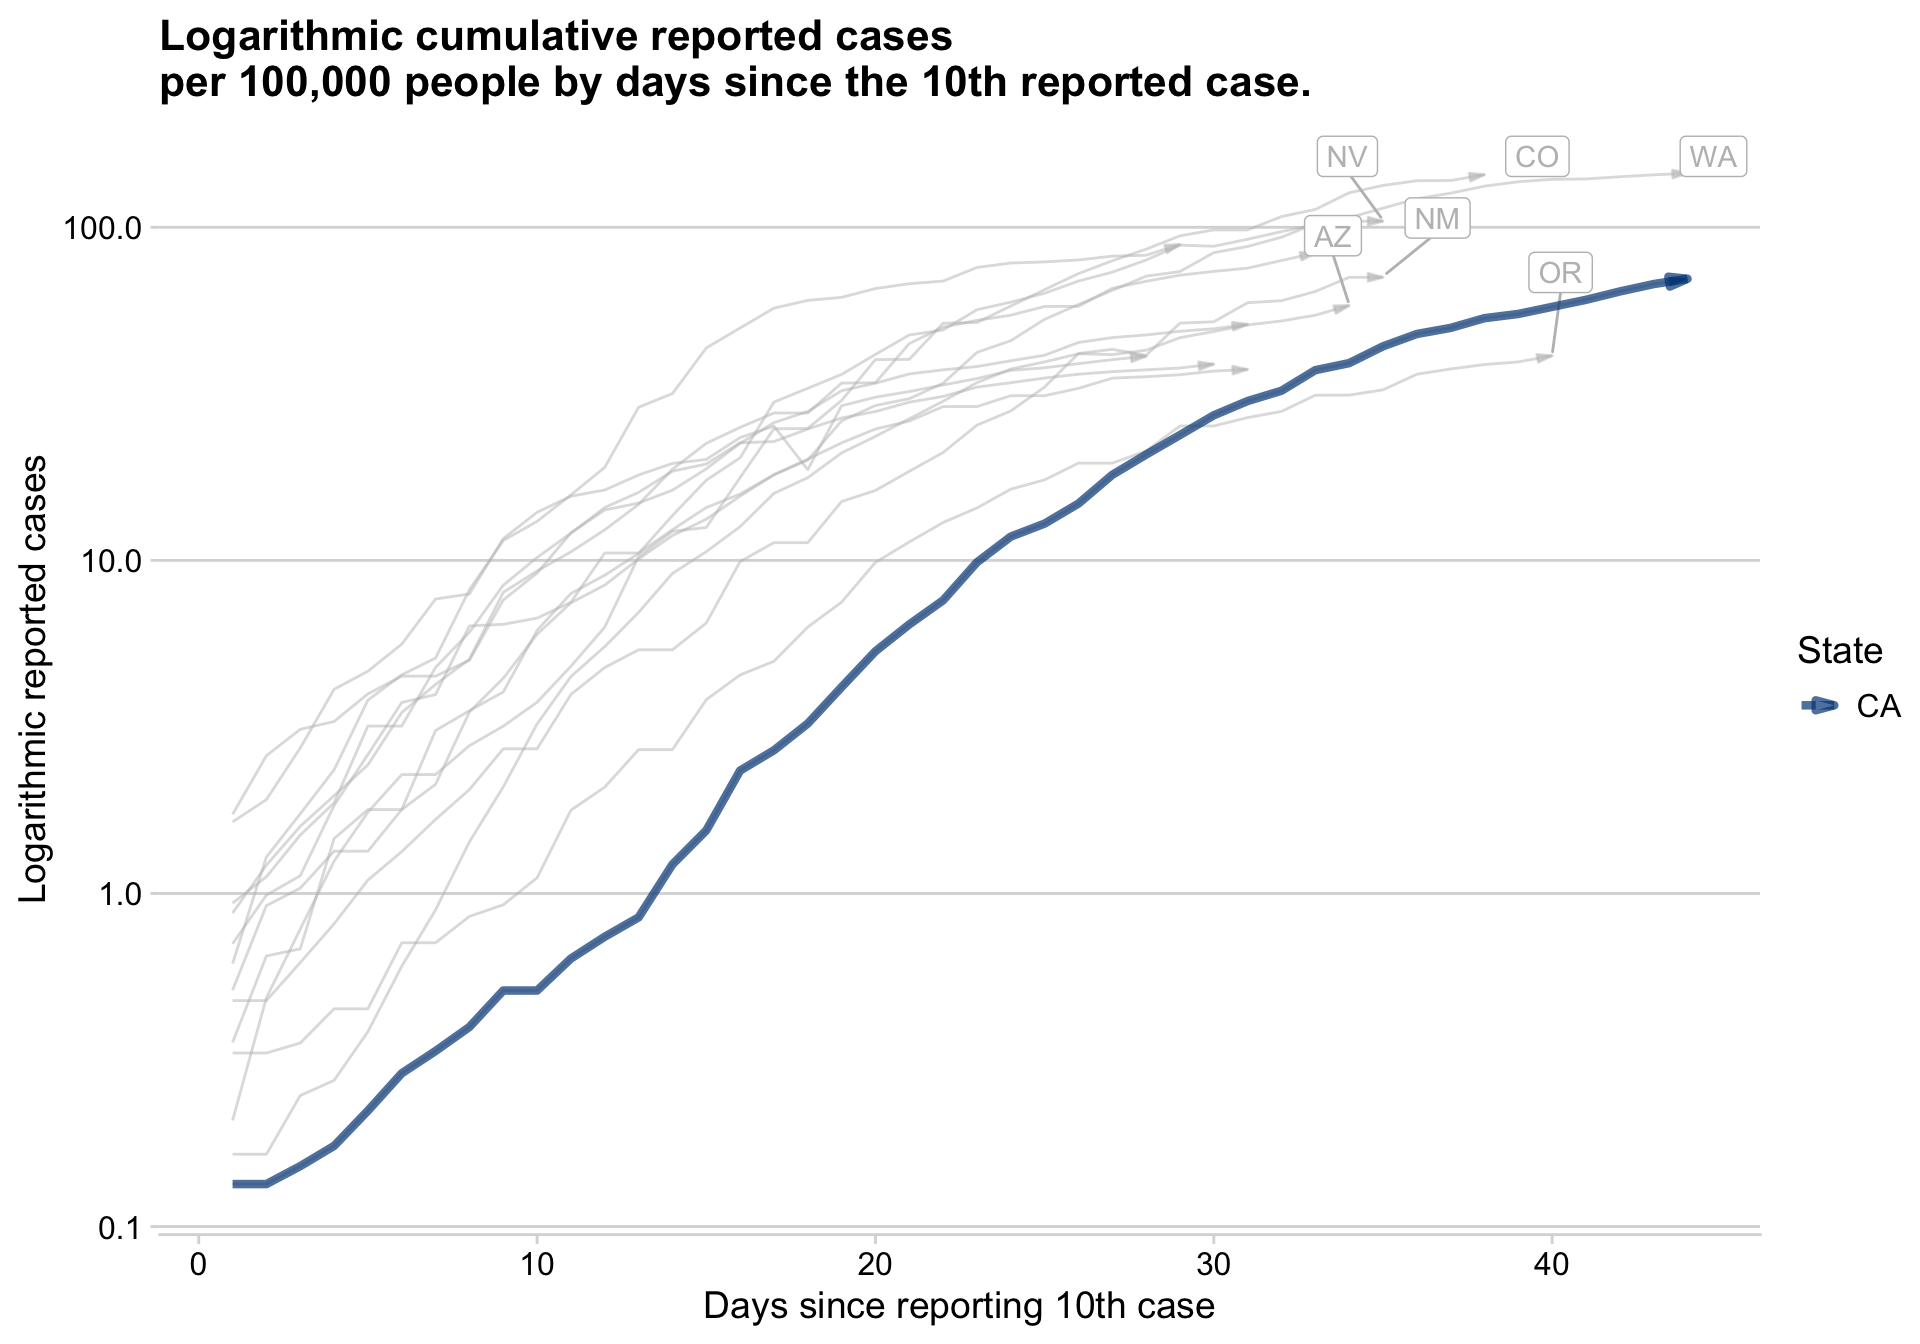 Logarithmic cumulative reported cases
per 100,000 people by days since the 10th reported case.
NV
CO
WA
NM
AZ
OR
100.0
10.0
1.0
0.1
Logarithmic reported cases
0
10
20
30
40
Days since reporting 10th case
State
CA